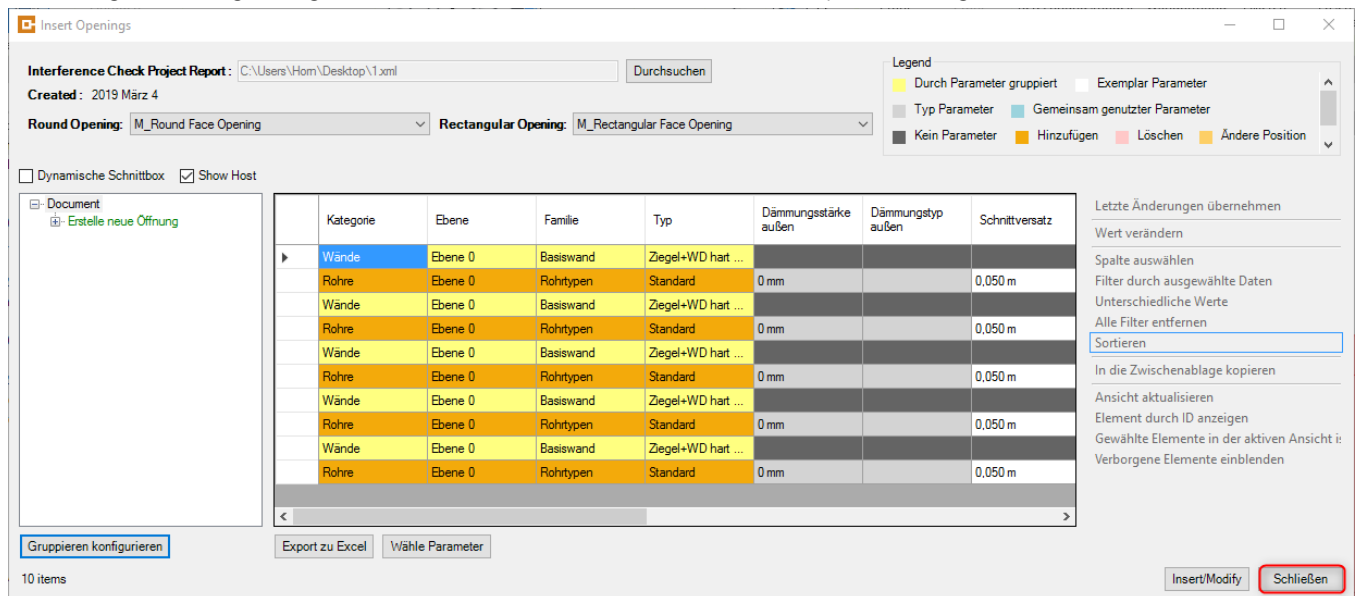 Insert Openings
Interference Check Project Report : C:\Users\Horn\Desktop\1.xml Durchsuchen
Created : 2019 März 4
Round Opening: M_Round Face Opening Rectangular Opening: M_Rectangular Face Opening
Legend
Durch Parameter gruppiert Exemplar Parameter
Typ Parameter Gemeinsam genutzter Parameter
Kein Parameter Hinzufügen Löschen Andere Position
Dynamische Schnittbox Show Host
Document
Erstelle neue Öffnung
Kategorie Ebene Familie Typ Dämmungsstärke außen Dämmungstyp außen Schnittversatz
Wände Ebene 0 Basiswand Ziegel+WD hart ...
Rohre Ebene 0 Rohrtypen Standard 0 mm 0,050 m
Wände Ebene 0 Basiswand Ziegel+WD hart ...
Rohre Ebene 0 Rohrtypen Standard 0 mm 0,050 m
Wände Ebene 0 Basiswand Ziegel+WD hart ...
Rohre Ebene 0 Rohrtypen Standard 0 mm 0,050 m
Wände Ebene 0 Basiswand Ziegel+WD hart ...
Rohre Ebene 0 Rohrtypen Standard 0 mm 0,050 m
Wände Ebene 0 Basiswand Ziegel+WD hart ...
Rohre Ebene 0 Rohrtypen Standard 0 mm 0,050 m
Letzte Änderungen übernehmen
Wert verändern
Spalte auswählen
Filter durch ausgewählte Daten
Unterschiedliche Werte
Alle Filter entfernen
Sortieren
In die Zwischenablage kopieren
Ansicht aktualisieren
Element durch ID anzeigen
Gewählte Elemente in der aktiven Ansicht is
Verborgene Elemente einblenden
Gruppieren konfigurieren Export zu Excel Wähle Parameter
10 items
Insert/Modify Schließen